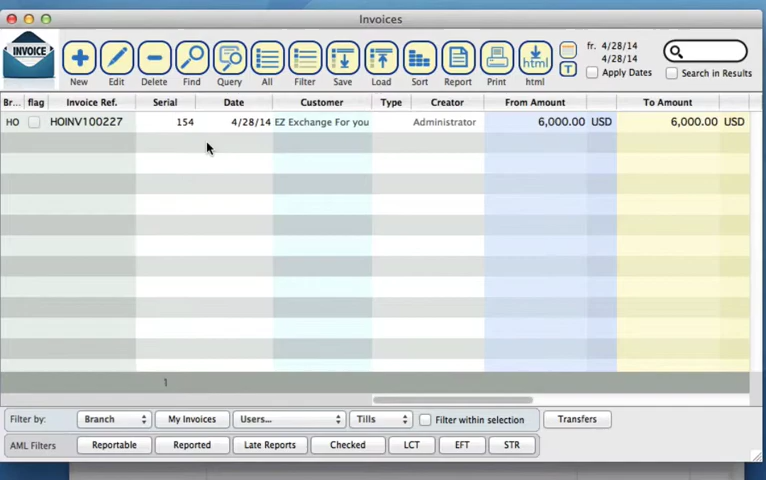 Invoices
INVOICE
New Edit Delete Find Query All Filter Save Load Sort Report Print html
html
T
fr. 4/28/14
4/28/14
Apply Dates
Search in Results
Br... flag Invoice Ref. Serial Date Customer Type Creator From Amount To Amount
HO HOINV100227 154 4/28/14 EZ Exchange For you Administrator 6,000.00 USD 6,000.00 USD
1
Filter by: Branch My Invoices Users... Tills Filter within selection Transfers
AML Filters Reportable Reported Late Reports Checked LCT EFT STR